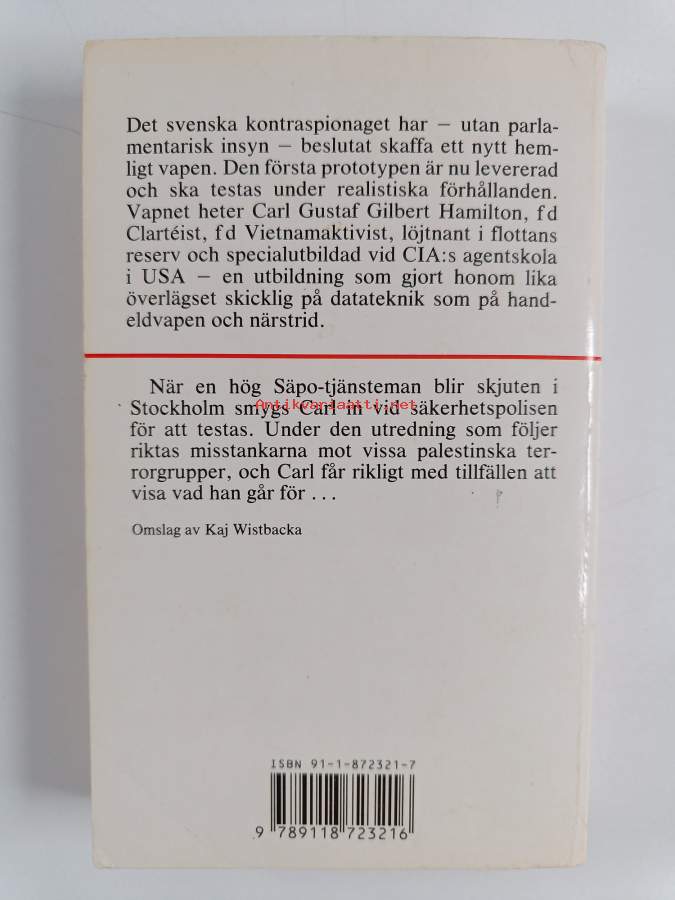 Det svenska kontraspionaget har – utan parla-
mentarisk insyn – beslutat skaffa ett nytt hem-
ligt vapen. Den första prototypen är nu levererad
och ska testas under realistiska förhållanden.
Vapnet heter Carl Gustaf Gilbert Hamilton, f d
Clartéist, f d Vietnamaktivist, löjtnant i flottans
reserv och specialutbildad vid CIA:s agentskola
i USA – en utbildning som gjort honom lika
överlägset skicklig på datateknik som på hand-
eldvapen och närstrid.
När en hög Säpo-tjänsteman blir skjuten i
Stockholm smygs Carl in vid säkerhetspolisen
Antikvariaatti.net
för att testas. Under den utredning som följer
riktas misstankarna mot vissa palestinska ter-
rorgrupper, och Carl får rikligt med tillfällen att
visa vad han går för . . .
Omslag av Kaj Wistbacka
ISBN 91-1-872321-7
9 789118 723216